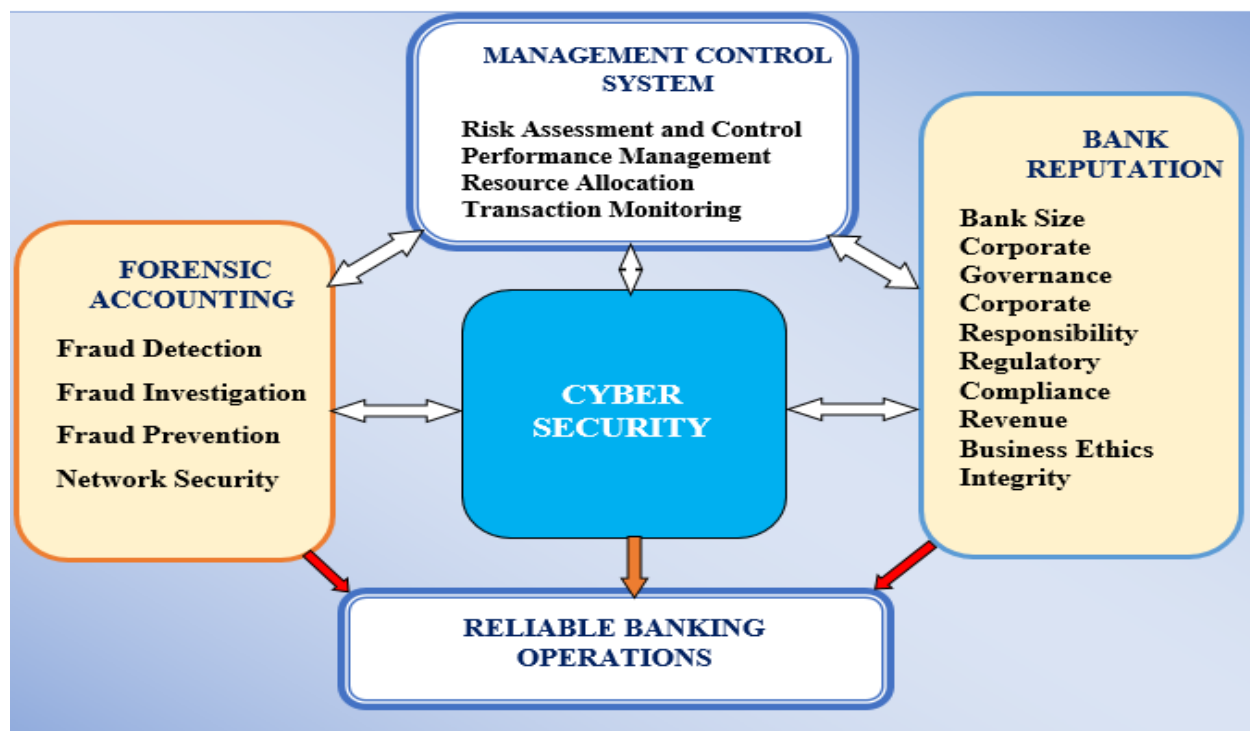 MANAGEMENT CONTROL
SYSTEM
Risk Assessment and Control
Performance Management
Resource Allocation
Transaction Monitoring
BANK
REPUTATION
Bank Size
Corporate
Governance
Corporate
Responsibility
Regulatory
Compliance
Revenue
Business Ethics
Integrity
FORENSIC
ACCOUNTING
Fraud Detection
Fraud Investigation
Fraud Prevention
Network Security
CYBER
SECURITY
RELIABLE BANKING
OPERATIONS